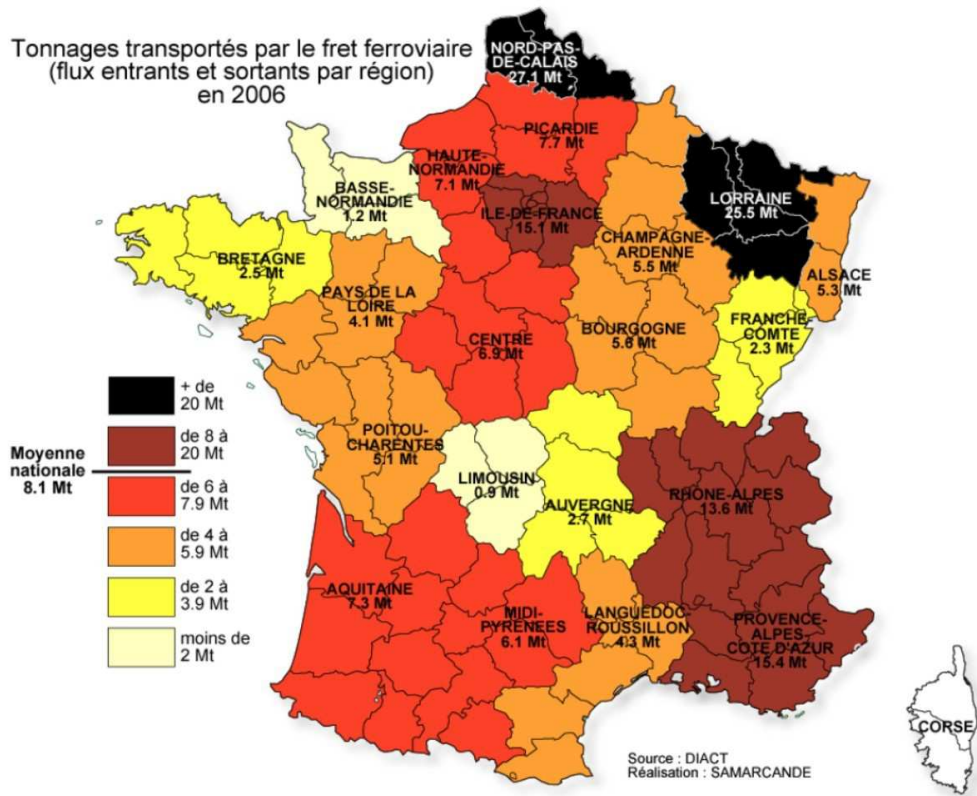 Tonnages transportés par le fret ferroviaire
(flux entrants et sortants par région)
en 2006
NORD-PAS-
DE-CALAIS
27.1 Mt
PICARDIE
7.7 Mt
HAUTE-
NORMANDIE
7.1 Mt
BASSE-
NORMANDIE
1.2 Mt
ILE-DE-FRANCE
15.1 Mt
LORRAINE
25.5 Mt
CHAMPAGNE-
ARDENNE
5.5 Mt
ALSACE
5.3 Mt
BRETAGNE
2.5 Mt
PAYS DE LA
LOIRE
4.1 Mt
CENTRE
6.9 Mt
BOURGOGNE
5.6 Mt
FRANCHE-
COMTE
2.3 Mt
POITOU-
CHARENTES
5.1 Mt
LIMOUSIN
0.9 Mt
AUVERGNE
2.7 Mt
RHONE-ALPES
13.6 Mt
AQUITAINE
7.3 Mt
MIDI-
PYRENEES
6.1 Mt
LANGUEDOC-
ROUSSILLON
4.3 Mt
PROVENCE-
ALPES-
COTE D'AZUR
15.4 Mt
CORSE
+ de
20 Mt
de 8 à
20 Mt
Moyenne
nationale
8.1 Mt
de 6 à
7.9 Mt
de 4 à
5.9 Mt
de 2 à
3.9 Mt
moins de
2 Mt
Source : DIACT
Réalisation : SAMARCANDE